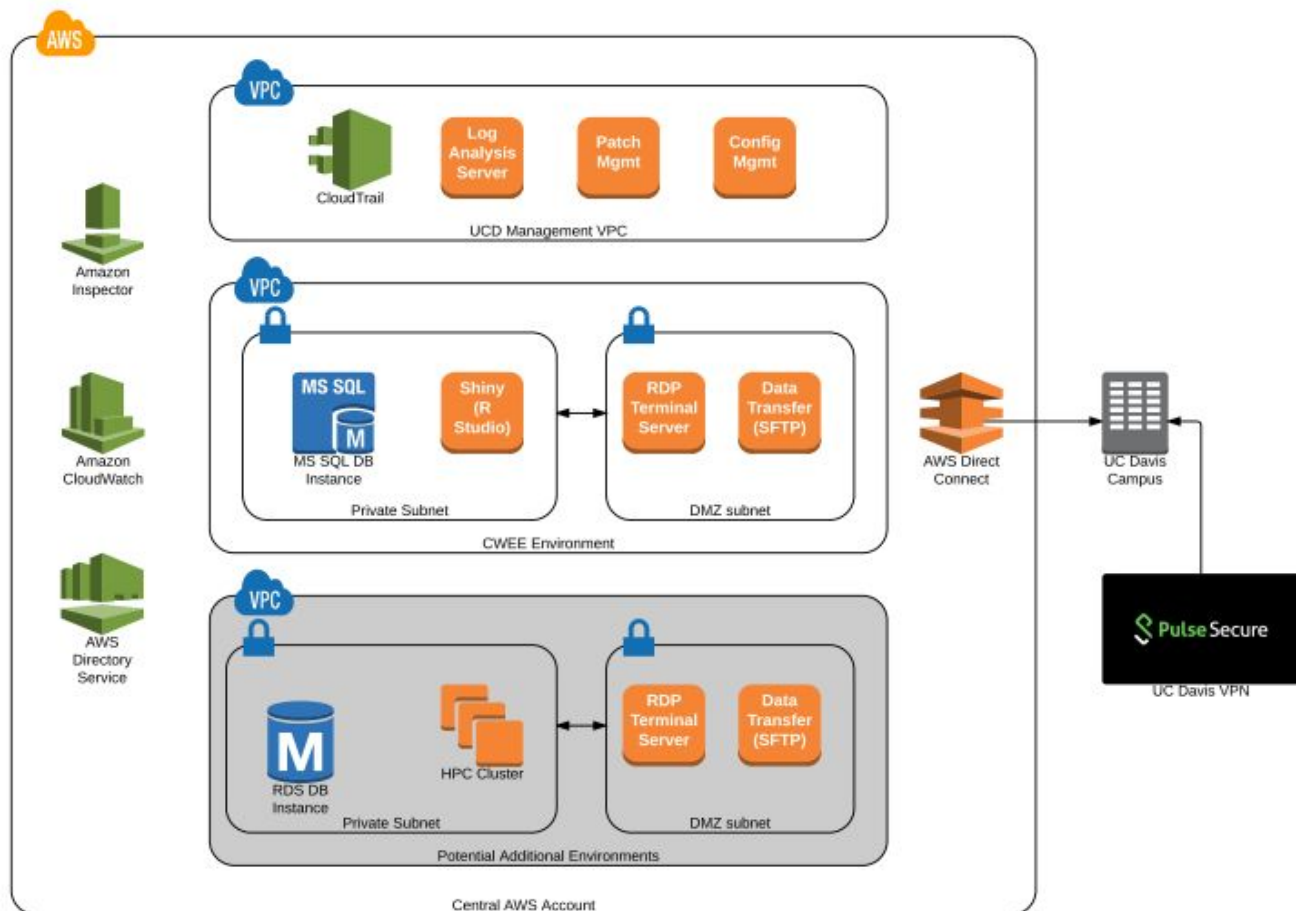 AWS
VPC
Log
Analysis
Server
Patch
Mgmt
Config
Mgmt
CloudTrail
UCD Management VPC
Amazon
Inspector
VPC
MS SQL
M
MS SQL DB
Instance
Shiny
(R
Studio)
Private Subnet
RDP
Terminal
Server
Data
Transfer
(SFTP)
DMZ subnet
CWEE Environment
Amazon
CloudWatch
AWS Direct
Connect
UC Davis
Campus
AWS
Directory
Service
VPC
M
RDS DB
Instance
HPC Cluster
Private Subnet
RDP
Terminal
Server
Data
Transfer
(SFTP)
DMZ subnet
Potential Additional Environments
Pulse Secure
UC Davis VPN
Central AWS Account